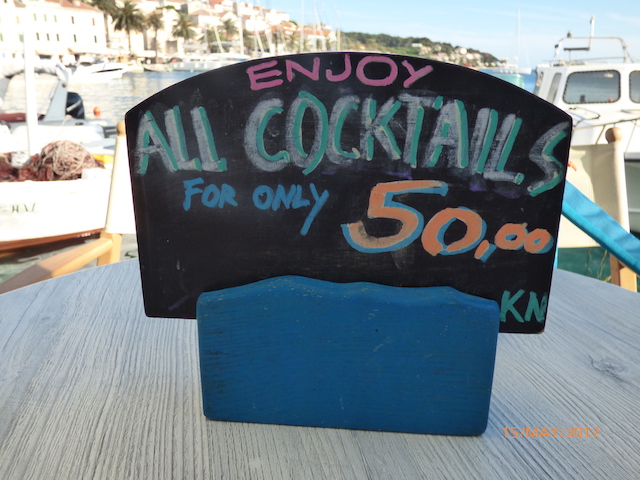 ENJOY
ALL COCKTAILS
FOR ONLY 50,00
KN